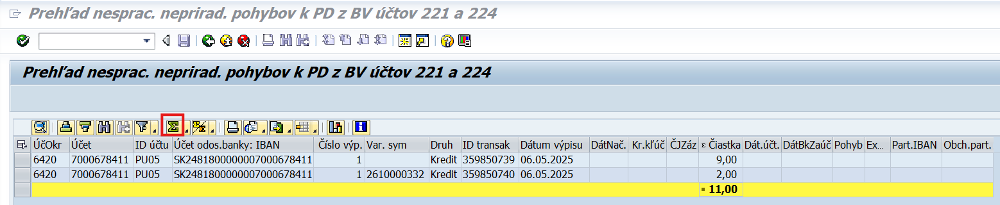 Prehľad nesprac. neprirad. pohybov k PD z BV účtov 221 a 224
Prehľad nesprac. neprirad. pohybov k PD z BV účtov 221 a 224
ÚčOkr Účet ID účtu Účet odos.banky: IBAN Číslo výp. Var. sym Druh ID transak Dátum výpisu DátNač. Kr.kľúč ČJZáz Σ Čiastka Dát.účt. DátBkZaúč Pohyb Ex... Part.IBAN Obch.part.
6420 7000678411 PU05 SK2481800000007000678411 1 Kredit 359850739 06.05.2025 9,00
6420 7000678411 PU05 SK2481800000007000678411 1 2610000332 Kredit 359850740 06.05.2025 2,00
11,00